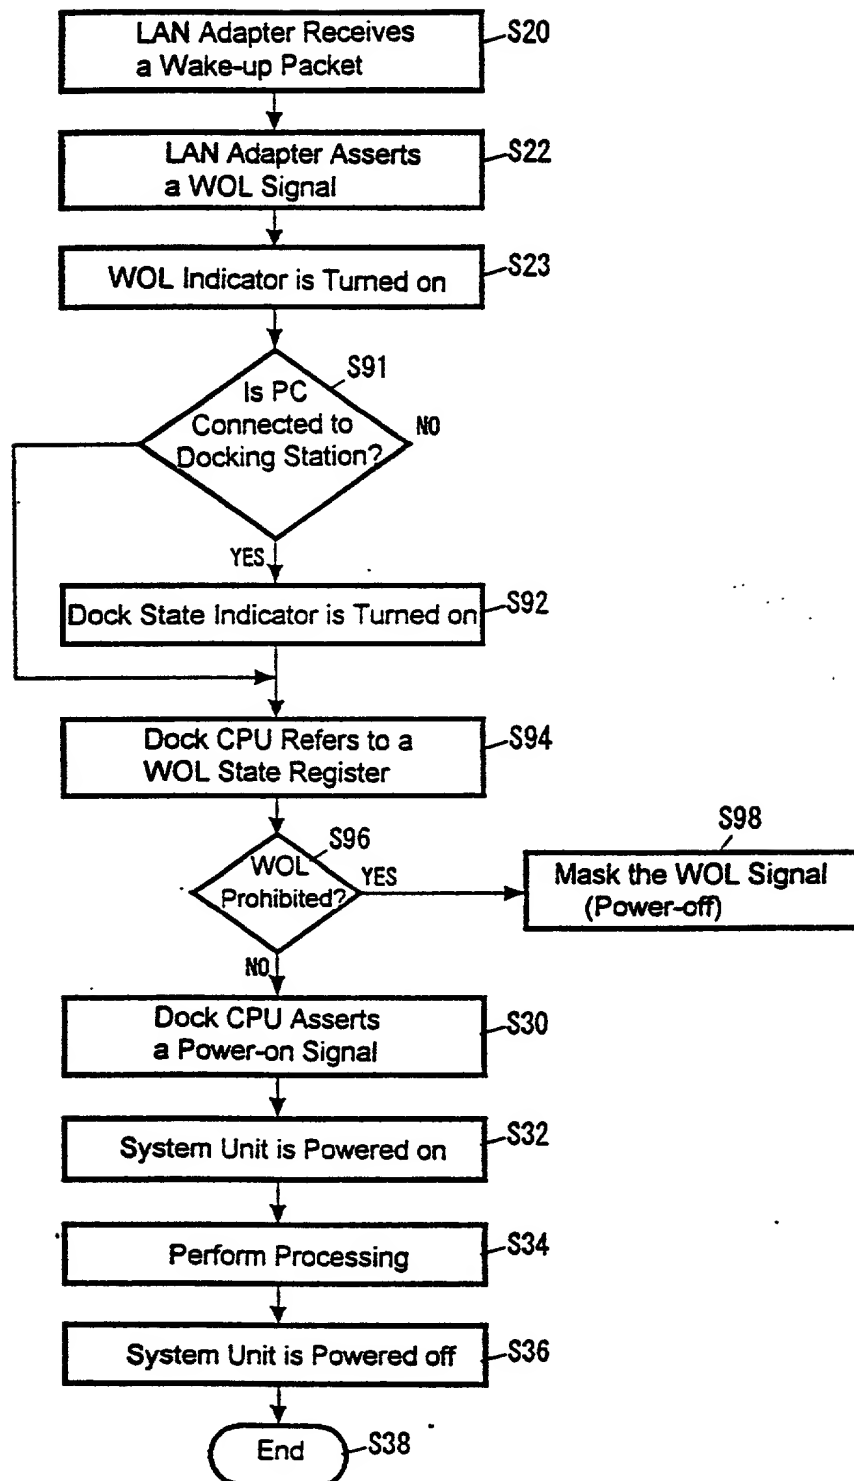 LAN Adapter Receives
a Wake-up Packet
S20
LAN Adapter Asserts
a WOL Signal
S22
WOL Indicator is Turned on
S23
S91
Is PC
Connected to
Docking Station?
NO
YES
Dock State Indicator is Turned on
S92
Dock CPU Refers to a
WOL State Register
S94
S96
WOL
Prohibited?
YES
S98
Mask the WOL Signal
(Power-off)
NO
Dock CPU Asserts
a Power-on Signal
S30
System Unit is Powered on
S32
Perform Processing
S34
System Unit is Powered off
S36
End
S38